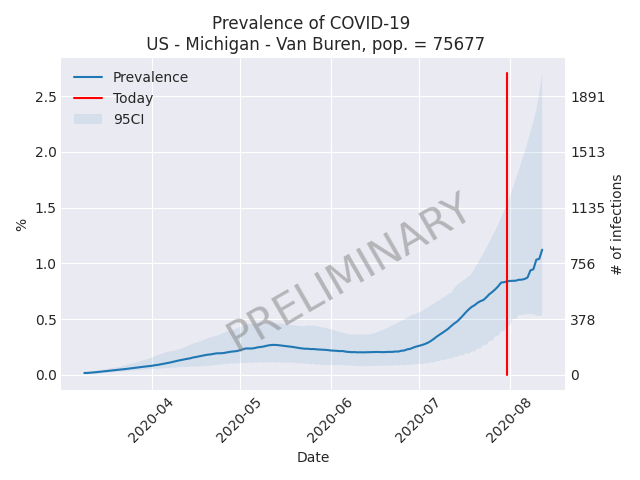 Prevalence of COVID-19
US - Michigan - Van Buren, pop. = 75677
Prevalence
Today
95CI
2.5
2.0
1.5
1.0
0.5
0.0
%
1891
1513
1135
756
378
0
# of infections
PRELIMINARY
2020-04
2020-05
2020-06
2020-07
2020-08
Date